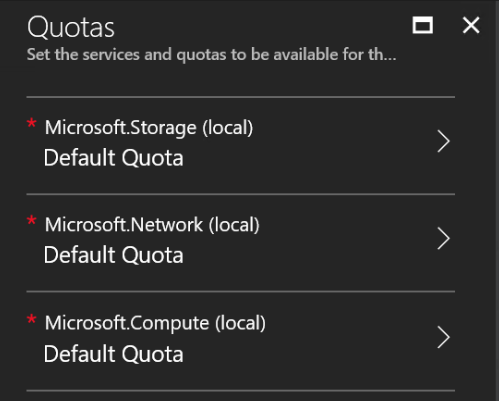 Quotas
Set the services and quotas to be available for th...
* Microsoft.Storage (local)
Default Quota
* Microsoft.Network (local)
Default Quota
* Microsoft.Compute (local)
Default Quota